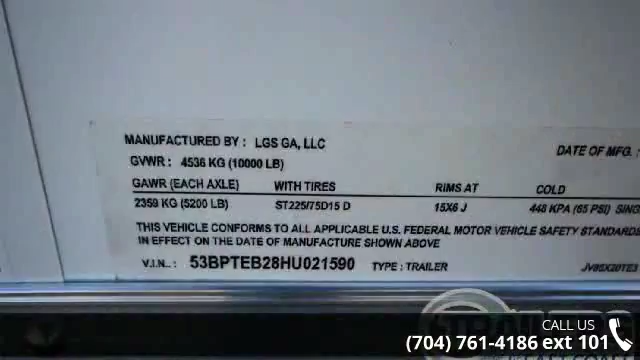 MANUFACTURED BY : LGS GA, LLC
DATE OF MFG. :
GVWR : 4536 KG (10000 LB)
GAWR (EACH AXLE) WITH TIRES RIMS AT COLD
2359 KG (5200 LB) ST225/75D15 D 15X6 J 448 KPA (65 PSI) SING
THIS VEHICLE CONFORMS TO ALL APPLICABLE U.S. FEDERAL MOTOR VEHICLE SAFETY STANDARDS
IN EFFECT ON THE DATE OF MANUFACTURE SHOWN ABOVE
V.I.N.. : 53BPTEB28HU021590 TYPE : TRAILER
CALL US
(704) 761-4186 ext 101